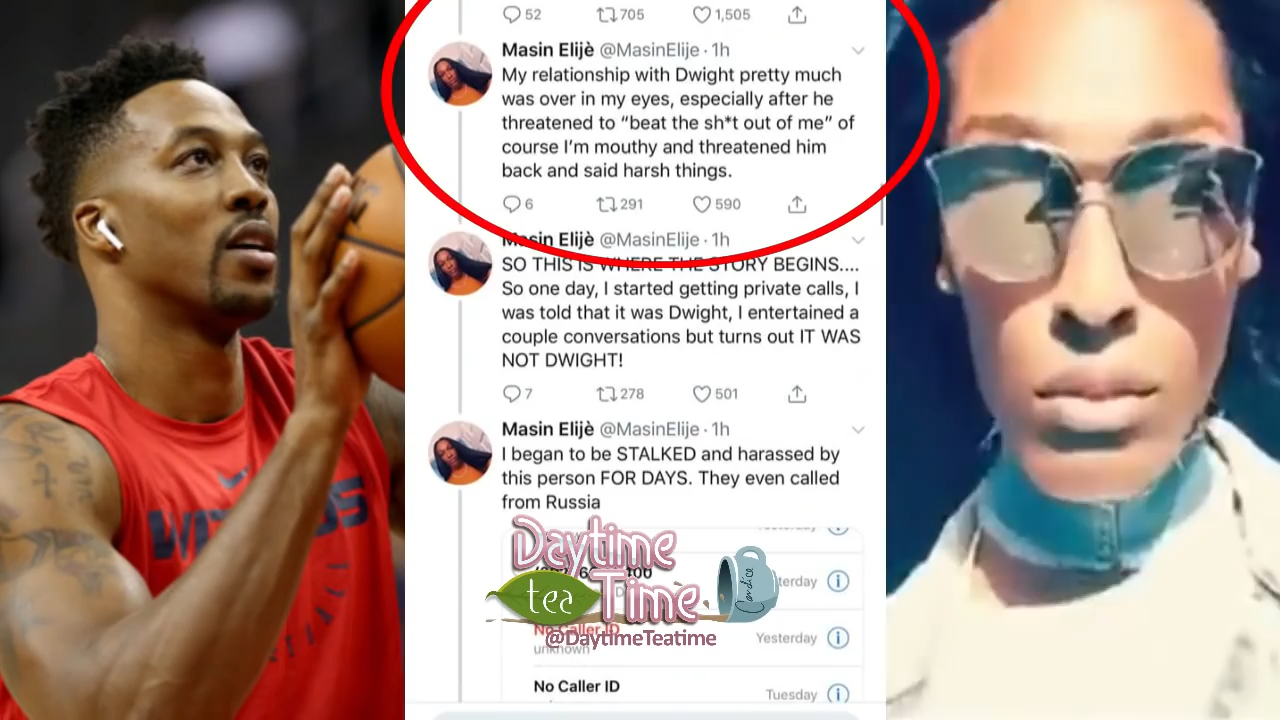 52 705 1,505
Masin Elijè @MasinElije · 1h
My relationship with Dwight pretty much
was over in my eyes, especially after he
threatened to “beat the sh*t out of me” of
course I’m mouthy and threatened him
back and said harsh things.
6 291 590
Masin Elijè @MasinElije · 1h
SO THIS IS WHERE THE STORY BEGINS....
So one day, I started getting private calls, I
was told that it was Dwight, I entertained a
couple conversations but turns out IT WAS
NOT DWIGHT!
7 278 501
Masin Elijè @MasinElije · 1h
I began to be STALKED and harassed by
this person FOR DAYS. They even called
from Russia
Yesterday
Daytime
tea Time
Candice
@DaytimeTeatime
terday
No Caller ID
unknown
Yesterday
No Caller ID
Tuesday